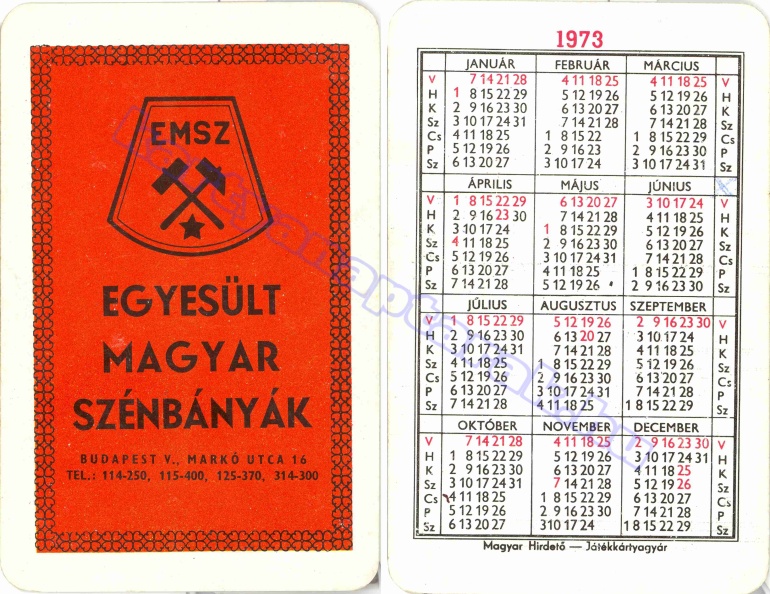 EMSZ
EGYESÜLT
MAGYAR
SZÉNBÁNYÁK
BUDAPEST V., MARKÓ UTCA 16
TEL.: 114-250, 115-400, 125-370, 314-300
1973
JANUÁR FEBRUÁR MÁRCIUS
V 7 14 21 28 4 11 18 25 4 11 18 25 V
H 1 8 15 22 29 5 12 19 26 5 12 19 26 H
K 2 9 16 23 30 6 13 20 27 6 13 20 27 K
Sz 3 10 17 24 31 7 14 21 28 7 14 21 28 Sz
Cs 4 11 18 25 1 8 15 22 1 8 15 22 29 Cs
P 5 12 19 26 2 9 16 23 2 9 16 23 30 P
Sz 6 13 20 27 3 10 17 24 3 10 17 24 31 Sz
ÁPRILIS MÁJUS JÚNIUS
V 1 8 15 22 29 6 13 20 27 3 10 17 24 V
H 2 9 16 23 30 7 14 21 28 4 11 18 25 H
K 3 10 17 24 1 8 15 22 29 5 12 19 26 K
Sz 4 11 18 25 2 9 16 23 30 6 13 20 27 Sz
Cs 5 12 19 26 3 10 17 24 31 7 14 21 28 Cs
P 6 13 20 27 4 11 18 25 1 8 15 22 29 P
Sz 7 14 21 28 5 12 19 26 2 9 16 23 30 Sz
JÚLIUS AUGUSZTUS SZEPTEMBER
V 1 8 15 22 29 5 12 19 26 2 9 16 23 30 V
H 2 9 16 23 30 6 13 20 27 3 10 17 24 H
K 3 10 17 24 31 7 14 21 28 4 11 18 25 K
Sz 4 11 18 25 1 8 15 22 29 5 12 19 26 Sz
Cs 5 12 19 26 2 9 16 23 30 6 13 20 27 Cs
P 6 13 20 27 3 10 17 24 31 7 14 21 28 P
Sz 7 14 21 28 4 11 18 25 1 8 15 22 29 Sz
OKTÓBER NOVEMBER DECEMBER
V 7 14 21 28 4 11 18 25 2 9 16 23 30 V
H 1 8 15 22 29 5 12 19 26 3 10 17 24 31 H
K 2 9 16 23 30 6 13 20 27 4 11 18 25 K
Sz 3 10 17 24 31 7 14 21 28 5 12 19 26 Sz
Cs 4 11 18 25 1 8 15 22 29 6 13 20 27 Cs
P 5 12 19 26 2 9 16 23 30 7 14 21 28 P
Sz 6 13 20 27 3 10 17 24 1 8 15 22 29 Sz
Magyar Hirdető — Játékkártyagyár